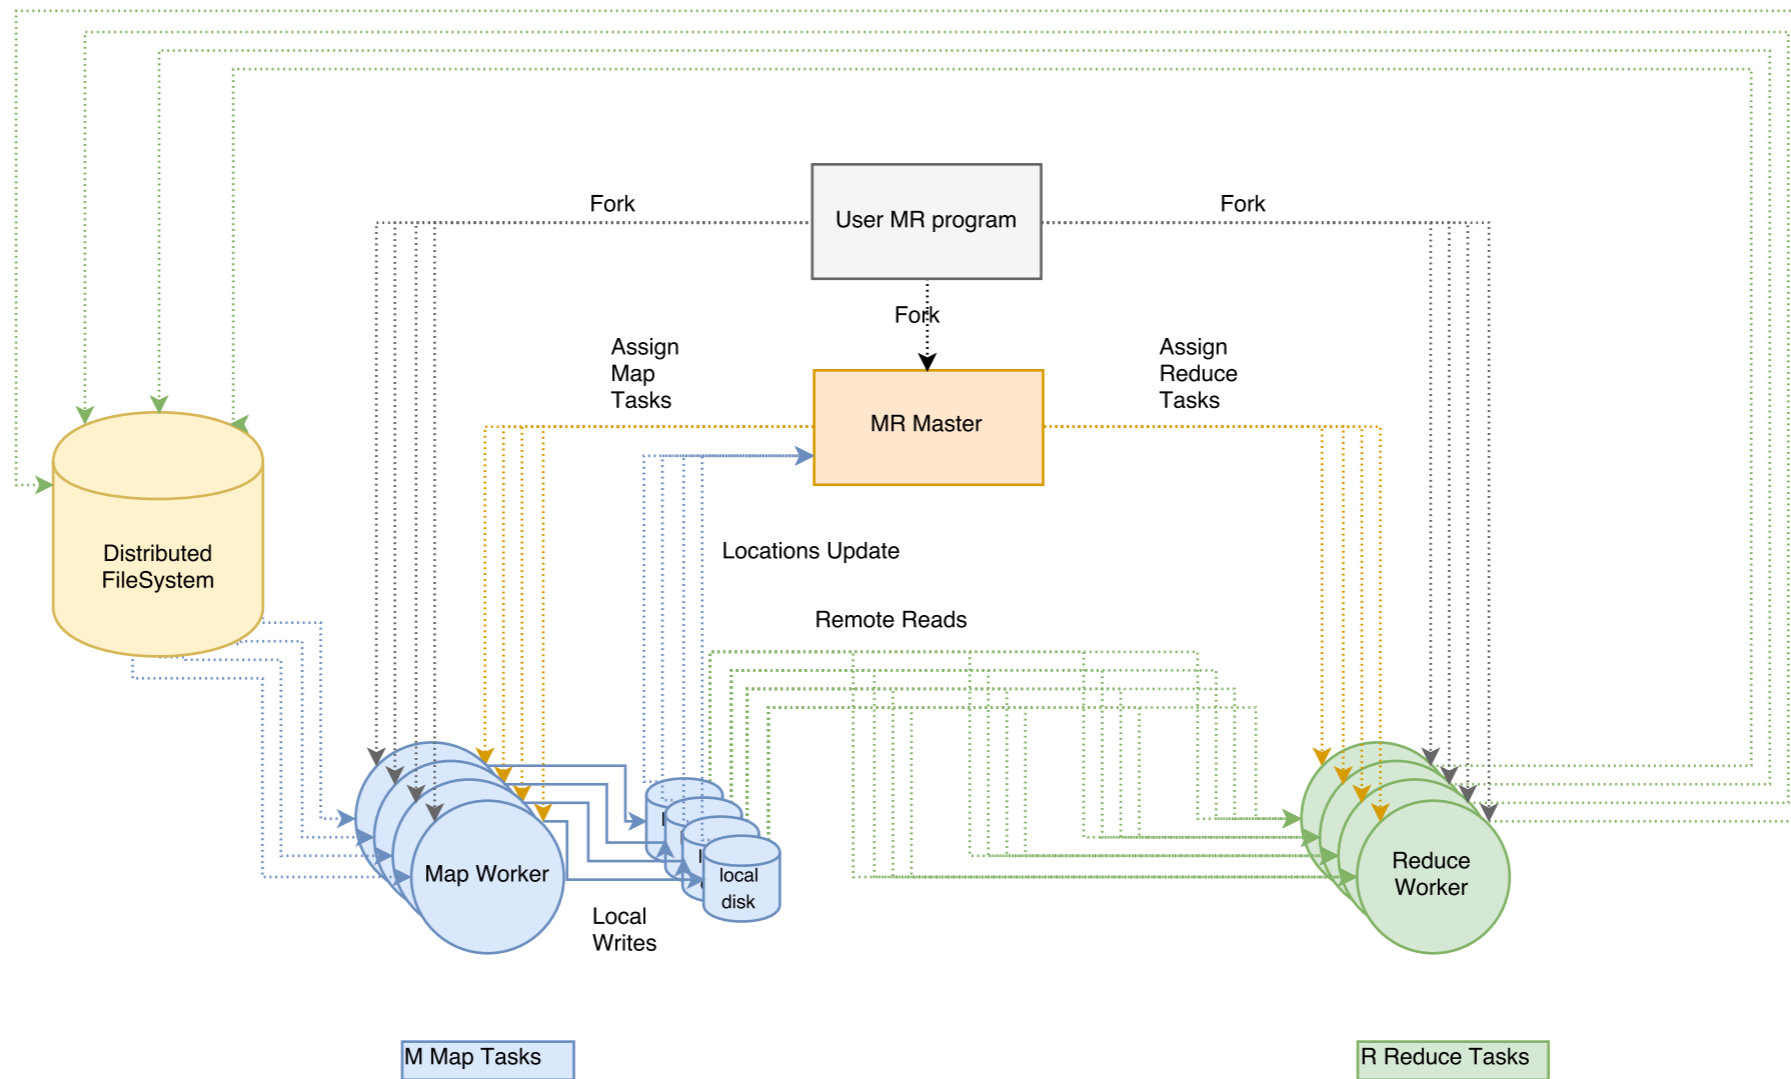 Fork
User MR program
Fork
Fork
Assign
Map
Tasks
Assign
Reduce
Tasks
MR Master
Distributed
FileSystem
Locations Update
Remote Reads
Map Worker
local
disk
Reduce
Worker
Local
Writes
M Map Tasks
R Reduce Tasks